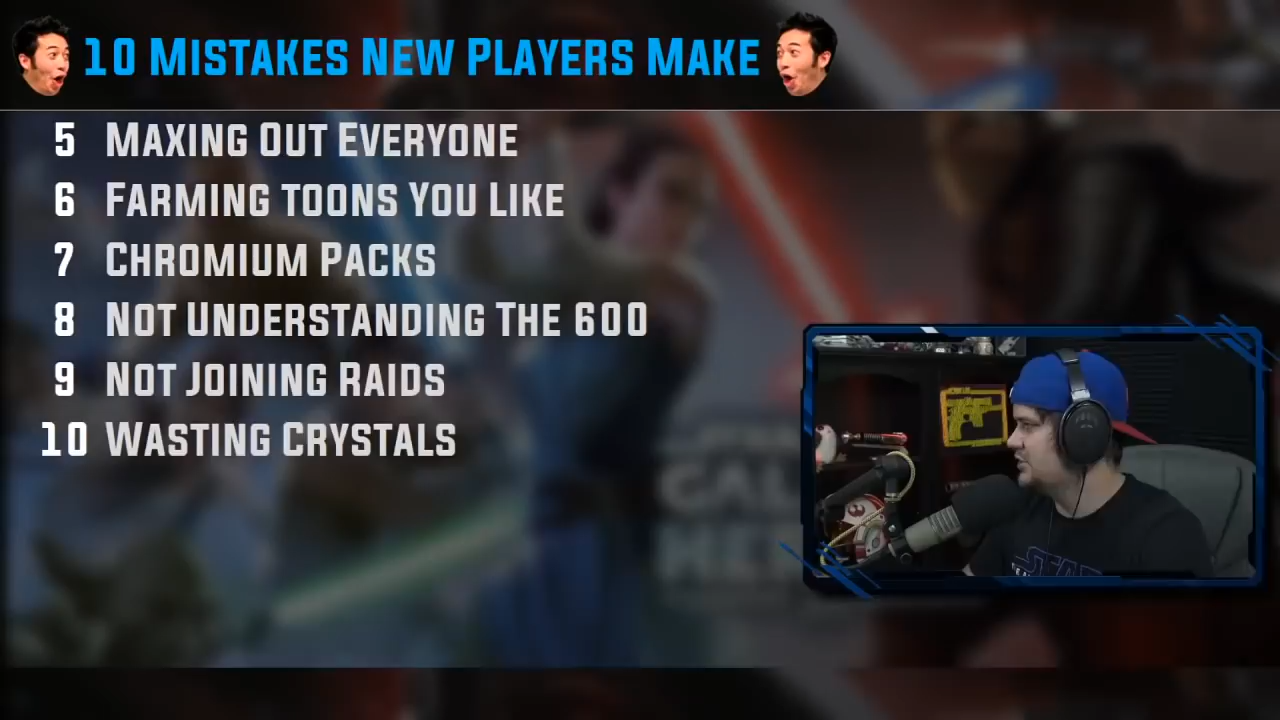 10 Mistakes New Players Make
5 Maxing Out Everyone
6 Farming toons You Like
7 Chromium Packs
8 Not Understanding The 600
9 Not Joining Raids
10 Wasting Crystals
STAR